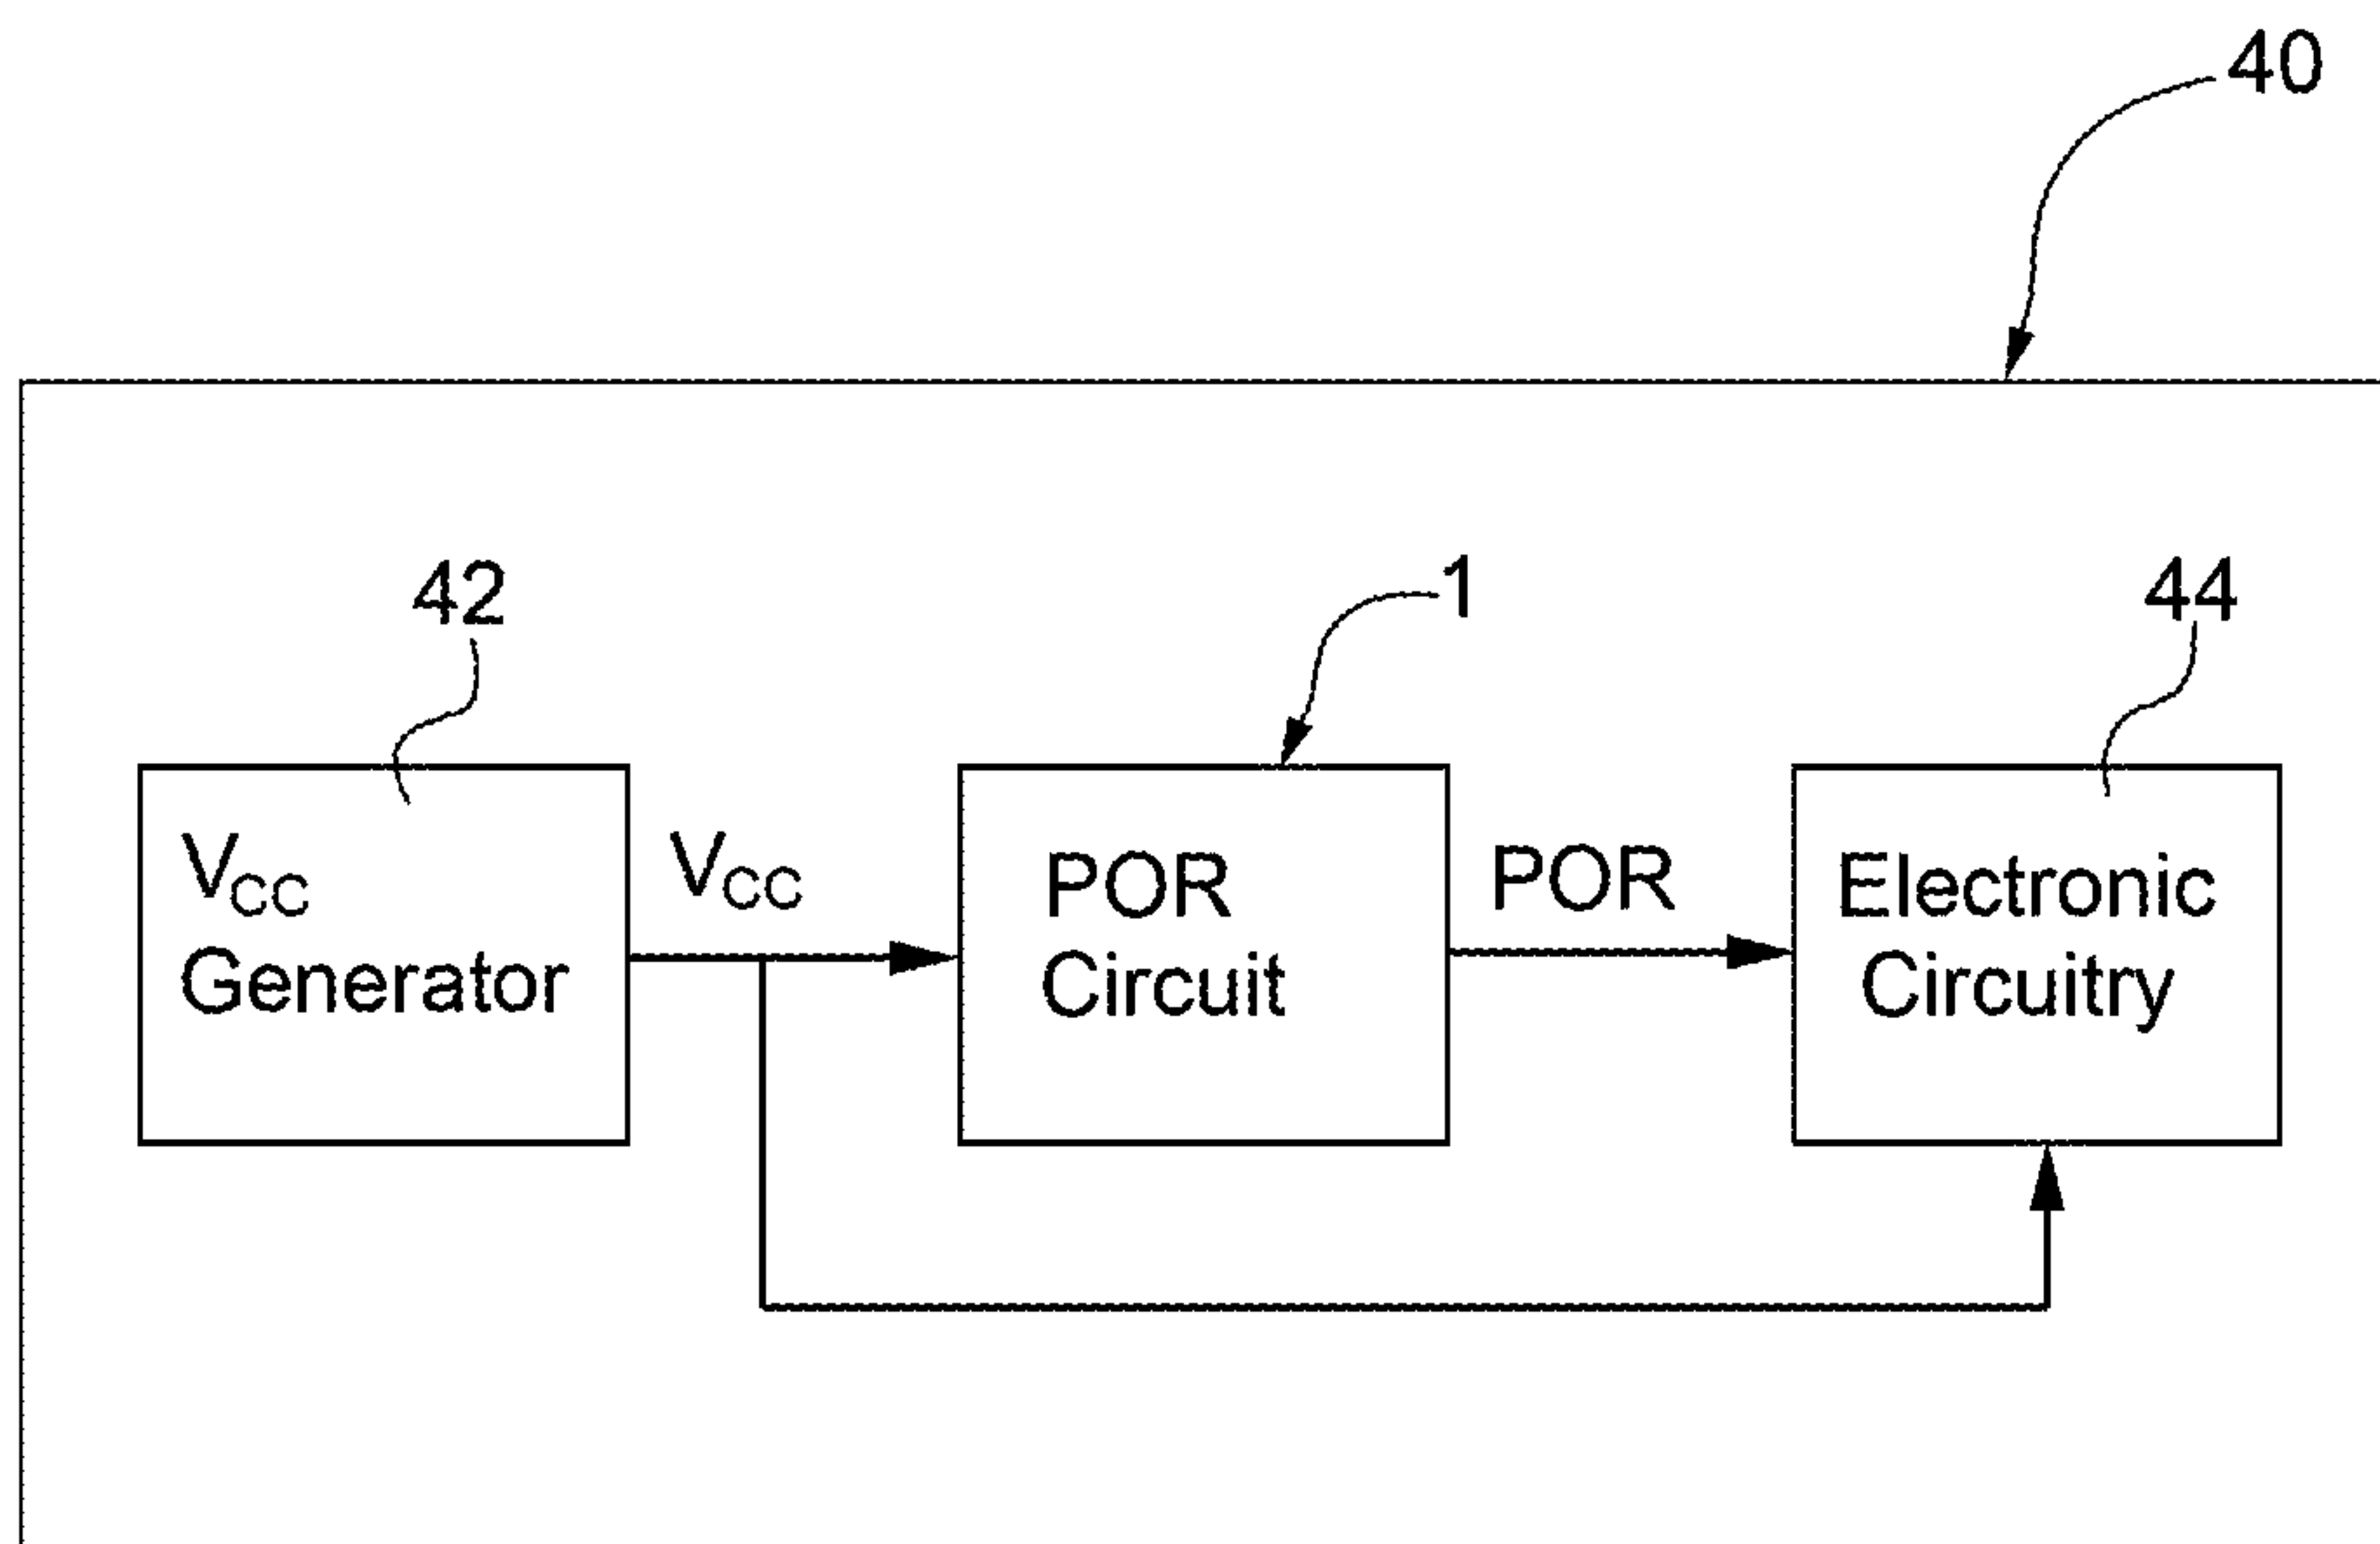 40
42
1
44
VCC
Generator
VCC
POR
Circuit
POR
Electronic
Circuitry